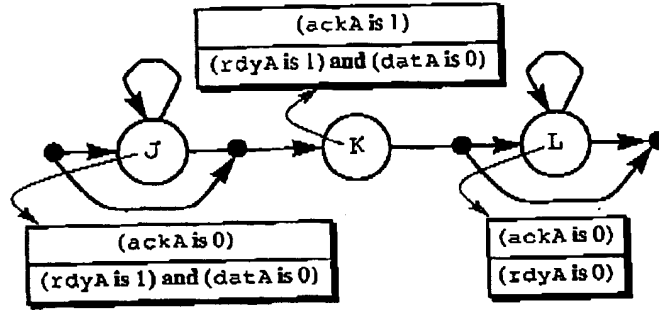 (ackA is 1)
(rdyA is 1) and (datA is 0)
J
K
L
(ackA is 0)
(rdyA is 1) and (datA is 0)
(ackA is 0)
(rdyA is 0)